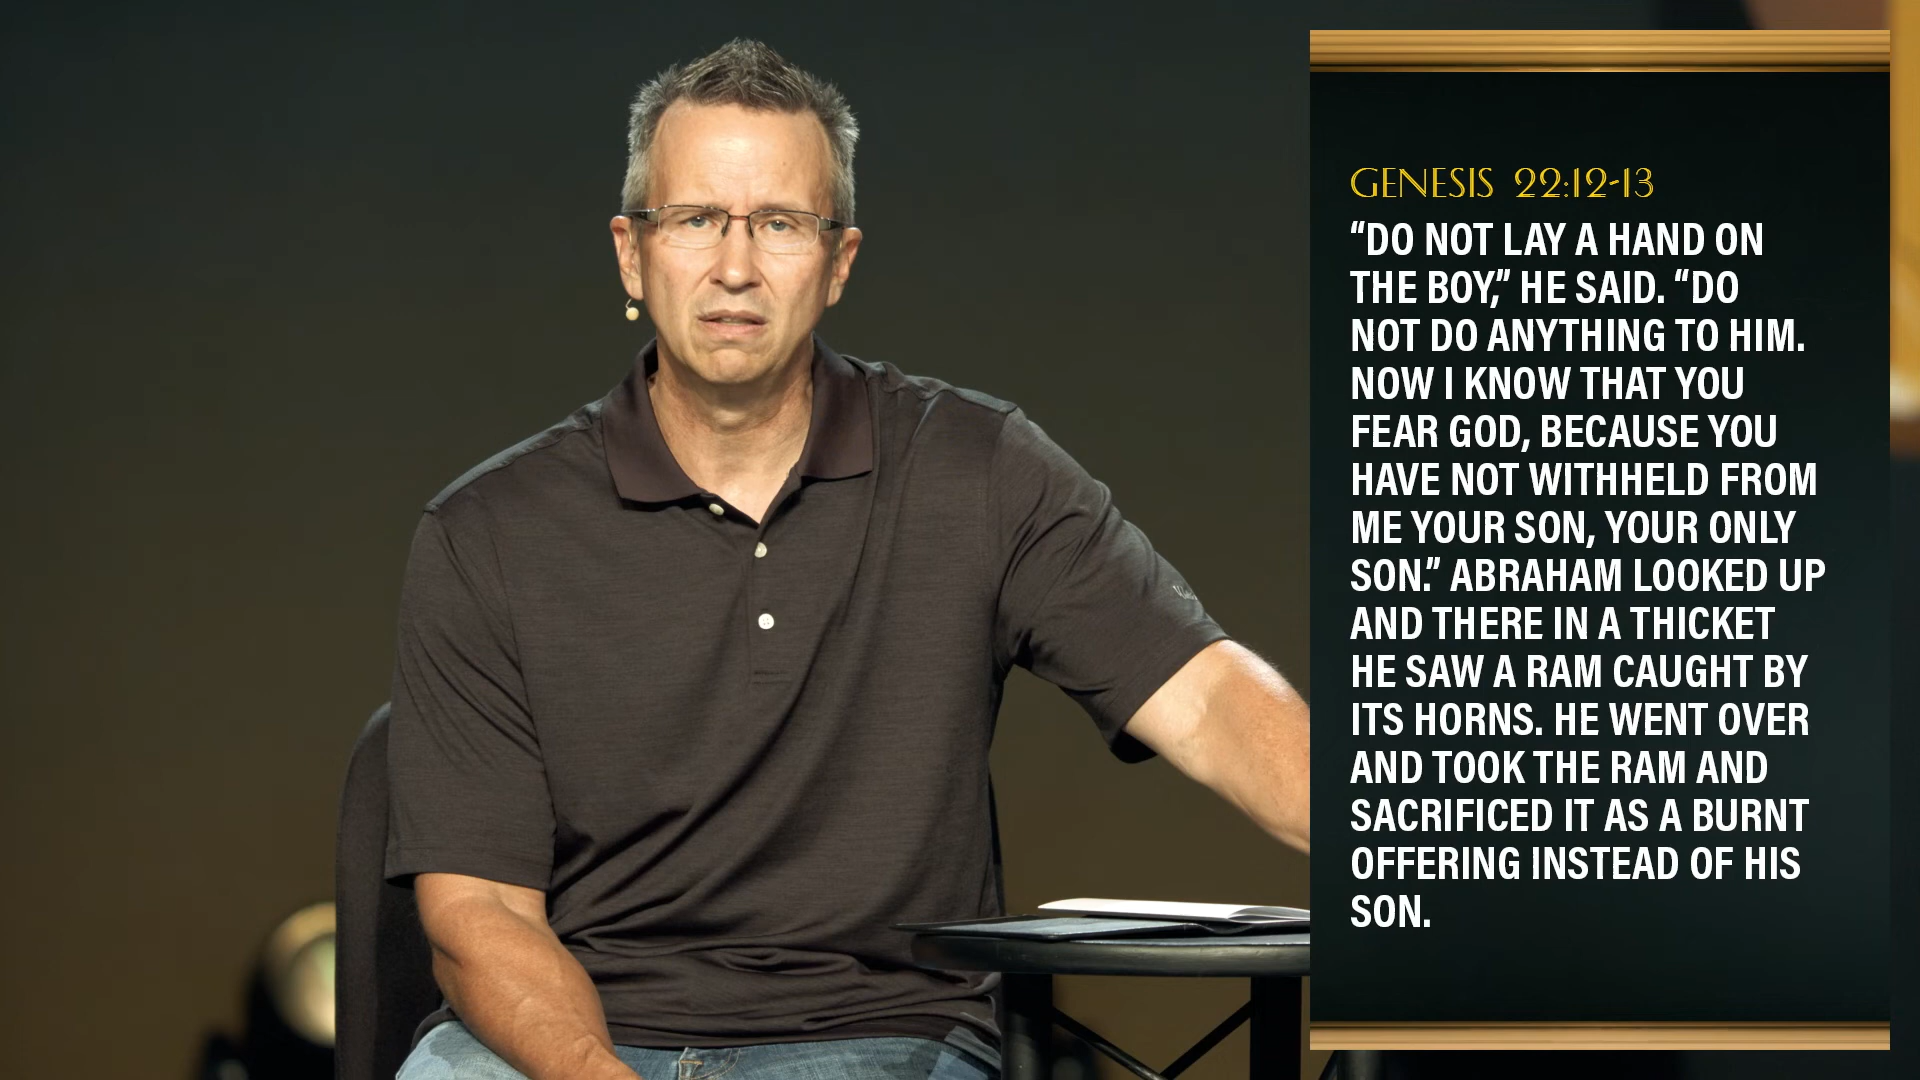 GENESIS 22:12-13
“DO NOT LAY A HAND ON
THE BOY,” HE SAID. “DO
NOT DO ANYTHING TO HIM.
NOW I KNOW THAT YOU
FEAR GOD, BECAUSE YOU
HAVE NOT WITHHELD FROM
ME YOUR SON, YOUR ONLY
SON.” ABRAHAM LOOKED UP
AND THERE IN A THICKET
HE SAW A RAM CAUGHT BY
ITS HORNS. HE WENT OVER
AND TOOK THE RAM AND
SACRIFICED IT AS A BURNT
OFFERING INSTEAD OF HIS
SON.